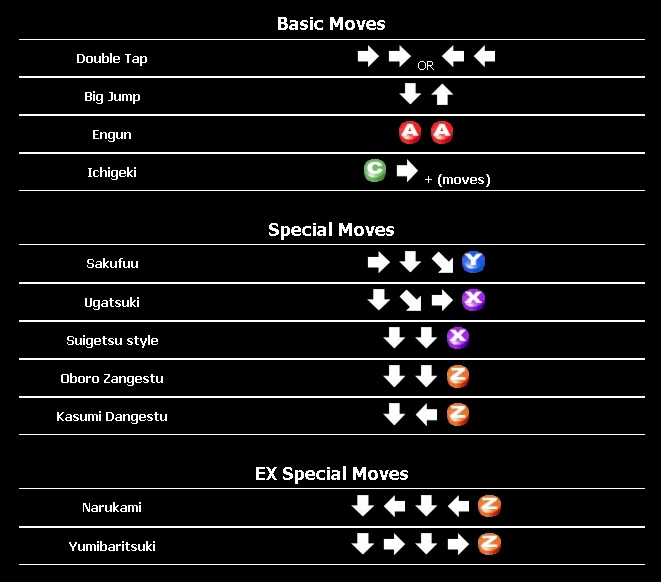 Basic Moves
Double Tap OR
Big Jump
Engun A A
Ichigeki C + (moves)
Special Moves
Sakufuu Y
Ugatsuki X
Suigetsu style X
Oboro Zangestu Z
Kasumi Dangestu Z
EX Special Moves
Narukami Z
Yumibaritsuki Z